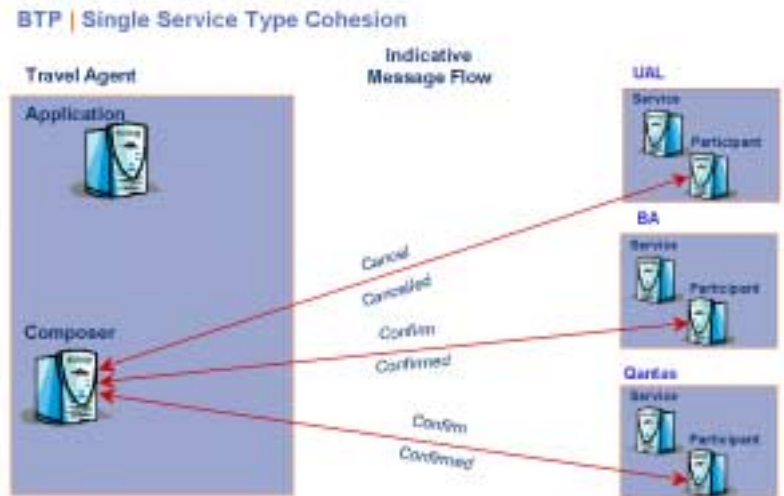 BTP | Single Service Type Cohesion
Indicative
Message Flow
Travel Agent
UAL
Application
Service
Participant
BA
Service
Participant
Cancel
Cancelled
Confirm
Confirmed
Composer
Qantas
Service
Participant
Confirm
Confirmed